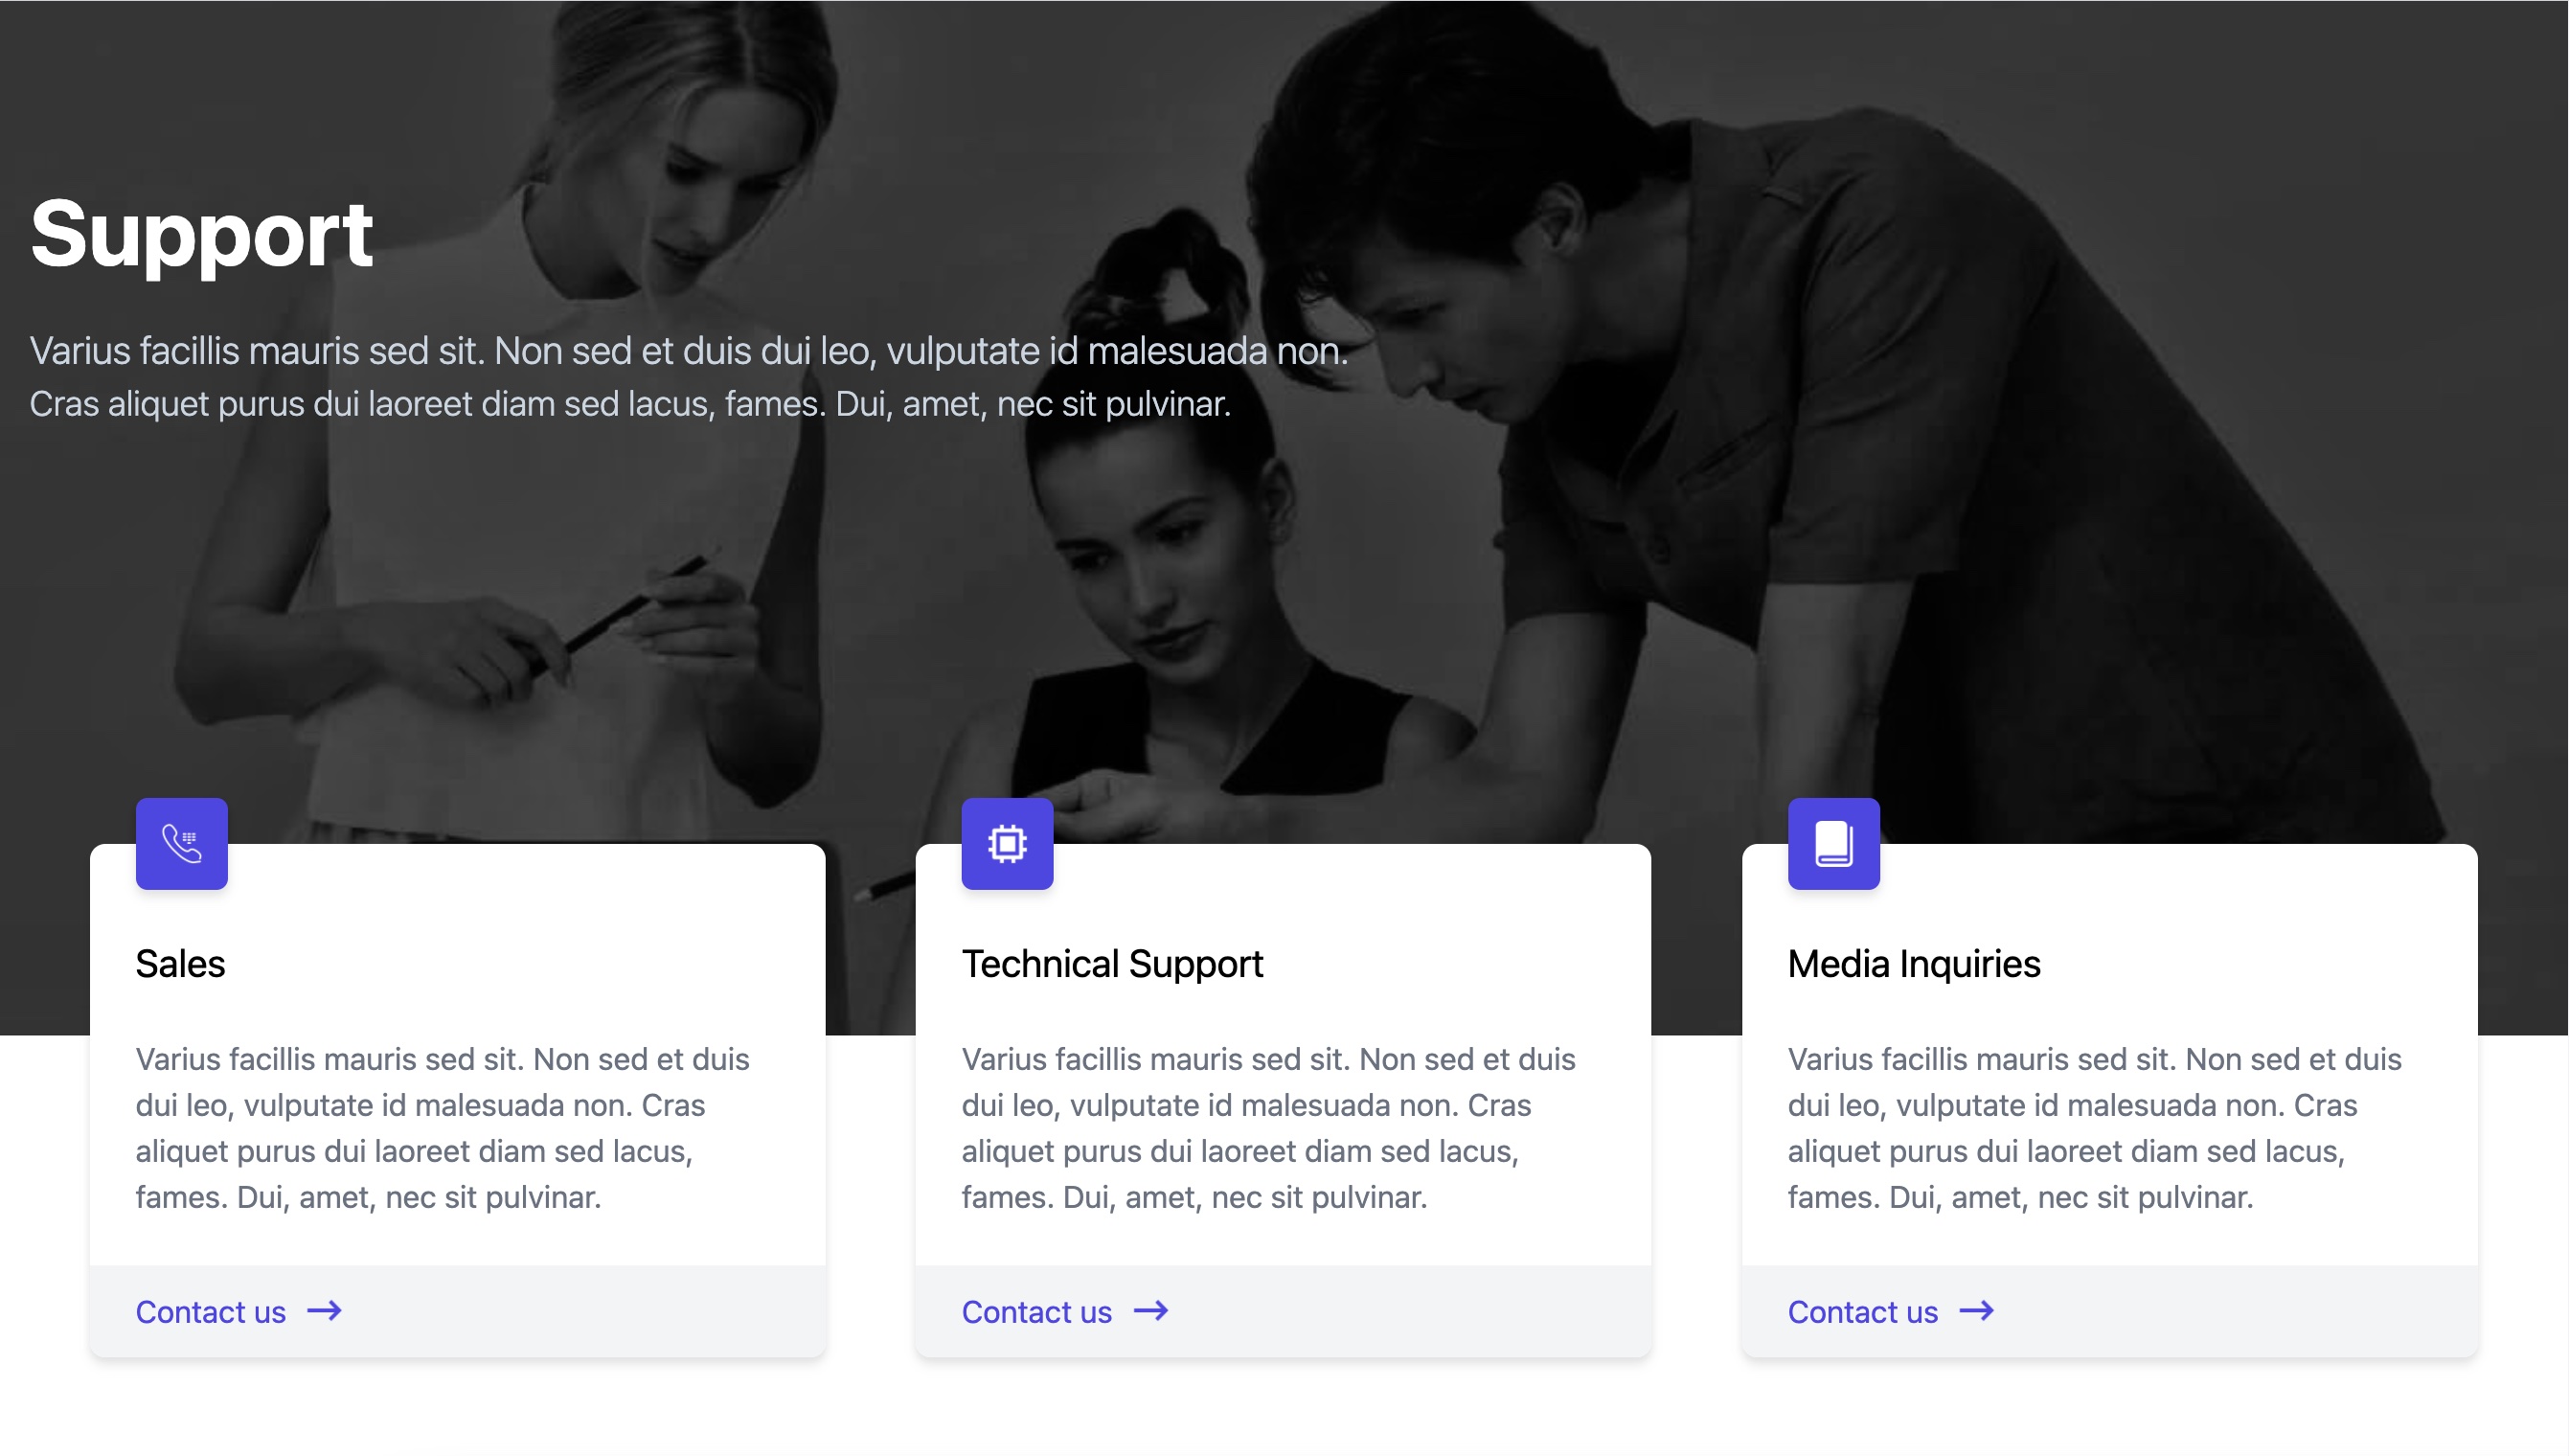 Support
Varius facillis mauris sed sit. Non sed et duis dui leo, vulputate id malesuada non.
Cras aliquet purus dui laoreet diam sed lacus, fames. Dui, amet, nec sit pulvinar.
Sales
Varius facillis mauris sed sit. Non sed et duis
dui leo, vulputate id malesuada non. Cras
aliquet purus dui laoreet diam sed lacus,
fames. Dui, amet, nec sit pulvinar.
Contact us →
Technical Support
Varius facillis mauris sed sit. Non sed et duis
dui leo, vulputate id malesuada non. Cras
aliquet purus dui laoreet diam sed lacus,
fames. Dui, amet, nec sit pulvinar.
Contact us →
Media Inquiries
Varius facillis mauris sed sit. Non sed et duis
dui leo, vulputate id malesuada non. Cras
aliquet purus dui laoreet diam sed lacus,
fames. Dui, amet, nec sit pulvinar.
Contact us →